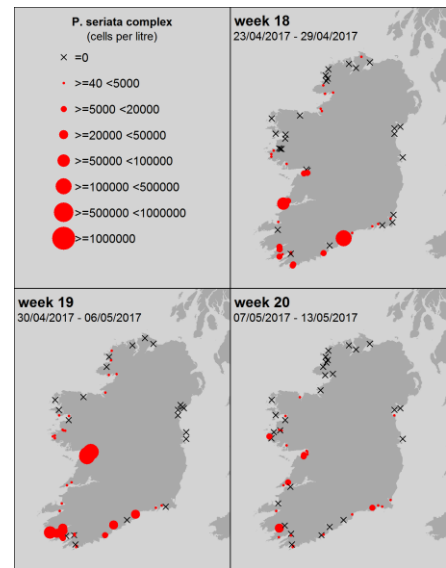 P. seriata complex
(cells per litre)
=0
>=40 <5000
>=5000 <20000
>=20000 <50000
>=50000 <100000
>=100000 <500000
>=500000 <1000000
>=1000000
week 18
23/04/2017 - 29/04/2017
week 19
30/04/2017 - 06/05/2017
week 20
07/05/2017 - 13/05/2017